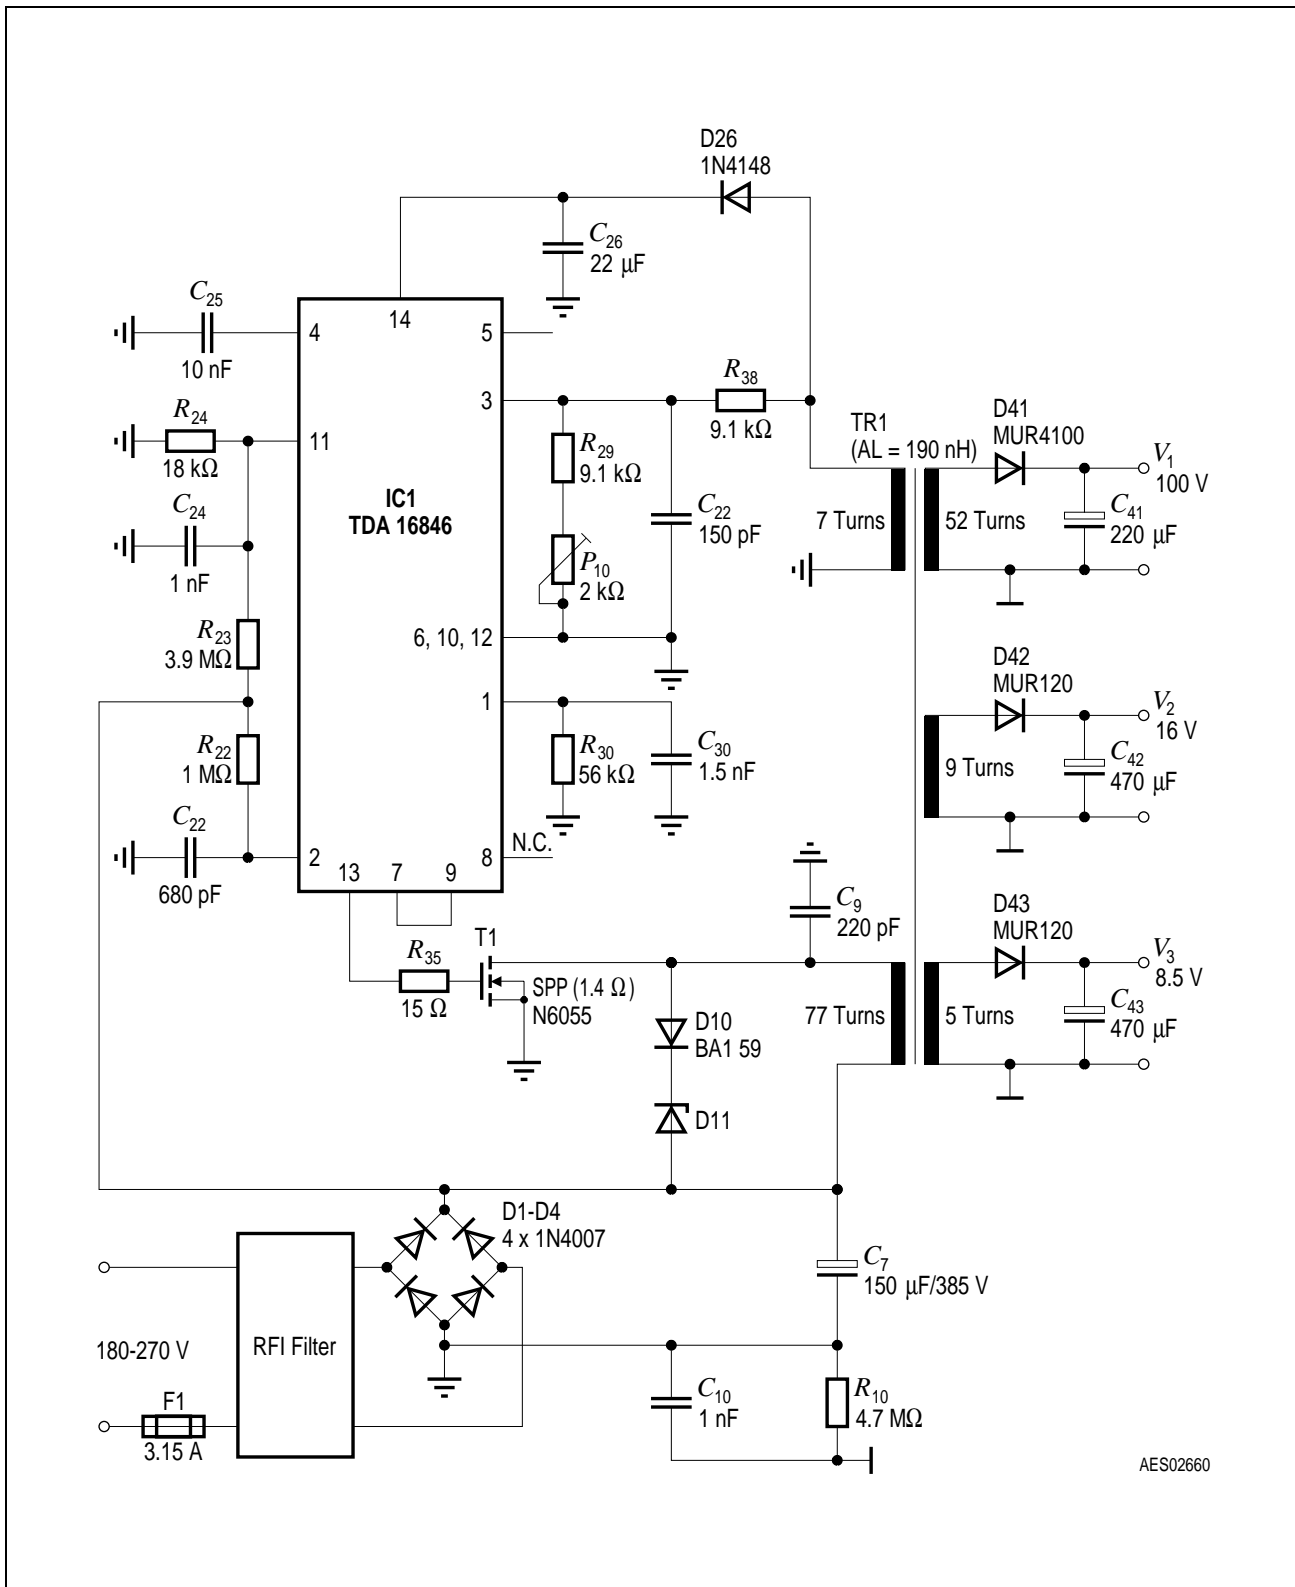 D26
1N4148
C26
22 µF
C25
10 nF
4
14
5
3
R38
9.1 kΩ
R24
18 kΩ
11
R29
9.1 kΩ
TR1
(AL = 190 nH)
D41
MUR4100
V1
100 V
IC1
TDA 16846
C24
1 nF
C22
150 pF
7 Turns
52 Turns
C41
220 µF
P10
2 kΩ
R23
3.9 MΩ
6, 10, 12
D42
MUR120
V2
16 V
1
R22
1 MΩ
R30
56 kΩ
C30
1.5 nF
9 Turns
C42
470 µF
C22
680 pF
2
13
7
9
8
N.C.
C9
220 pF
D43
MUR120
V3
8.5 V
R35
15 Ω
T1
SPP (1.4 Ω)
N6055
77 Turns
5 Turns
C43
470 µF
D10
BA1 59
D11
D1-D4
4 x 1N4007
C7
150 µF/385 V
180-270 V
RFI Filter
F1
3.15 A
C10
1 nF
R10
4.7 MΩ
AES02660